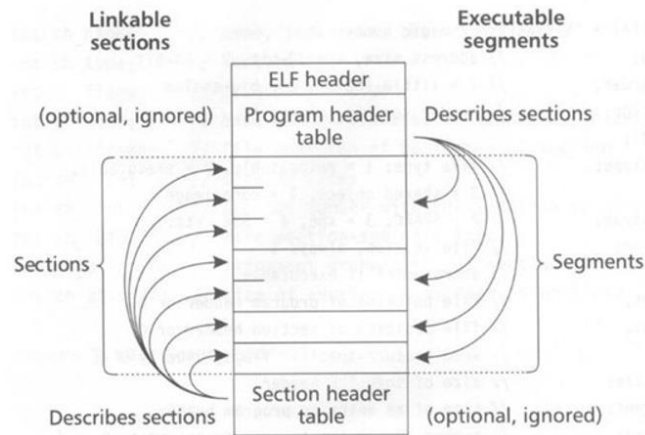 Linkable
sections
Executable
segments
ELF header
(optional, ignored)
Program header
table
Describes sections
Sections
Segments
Describes sections
Section header
table
(optional, ignored)